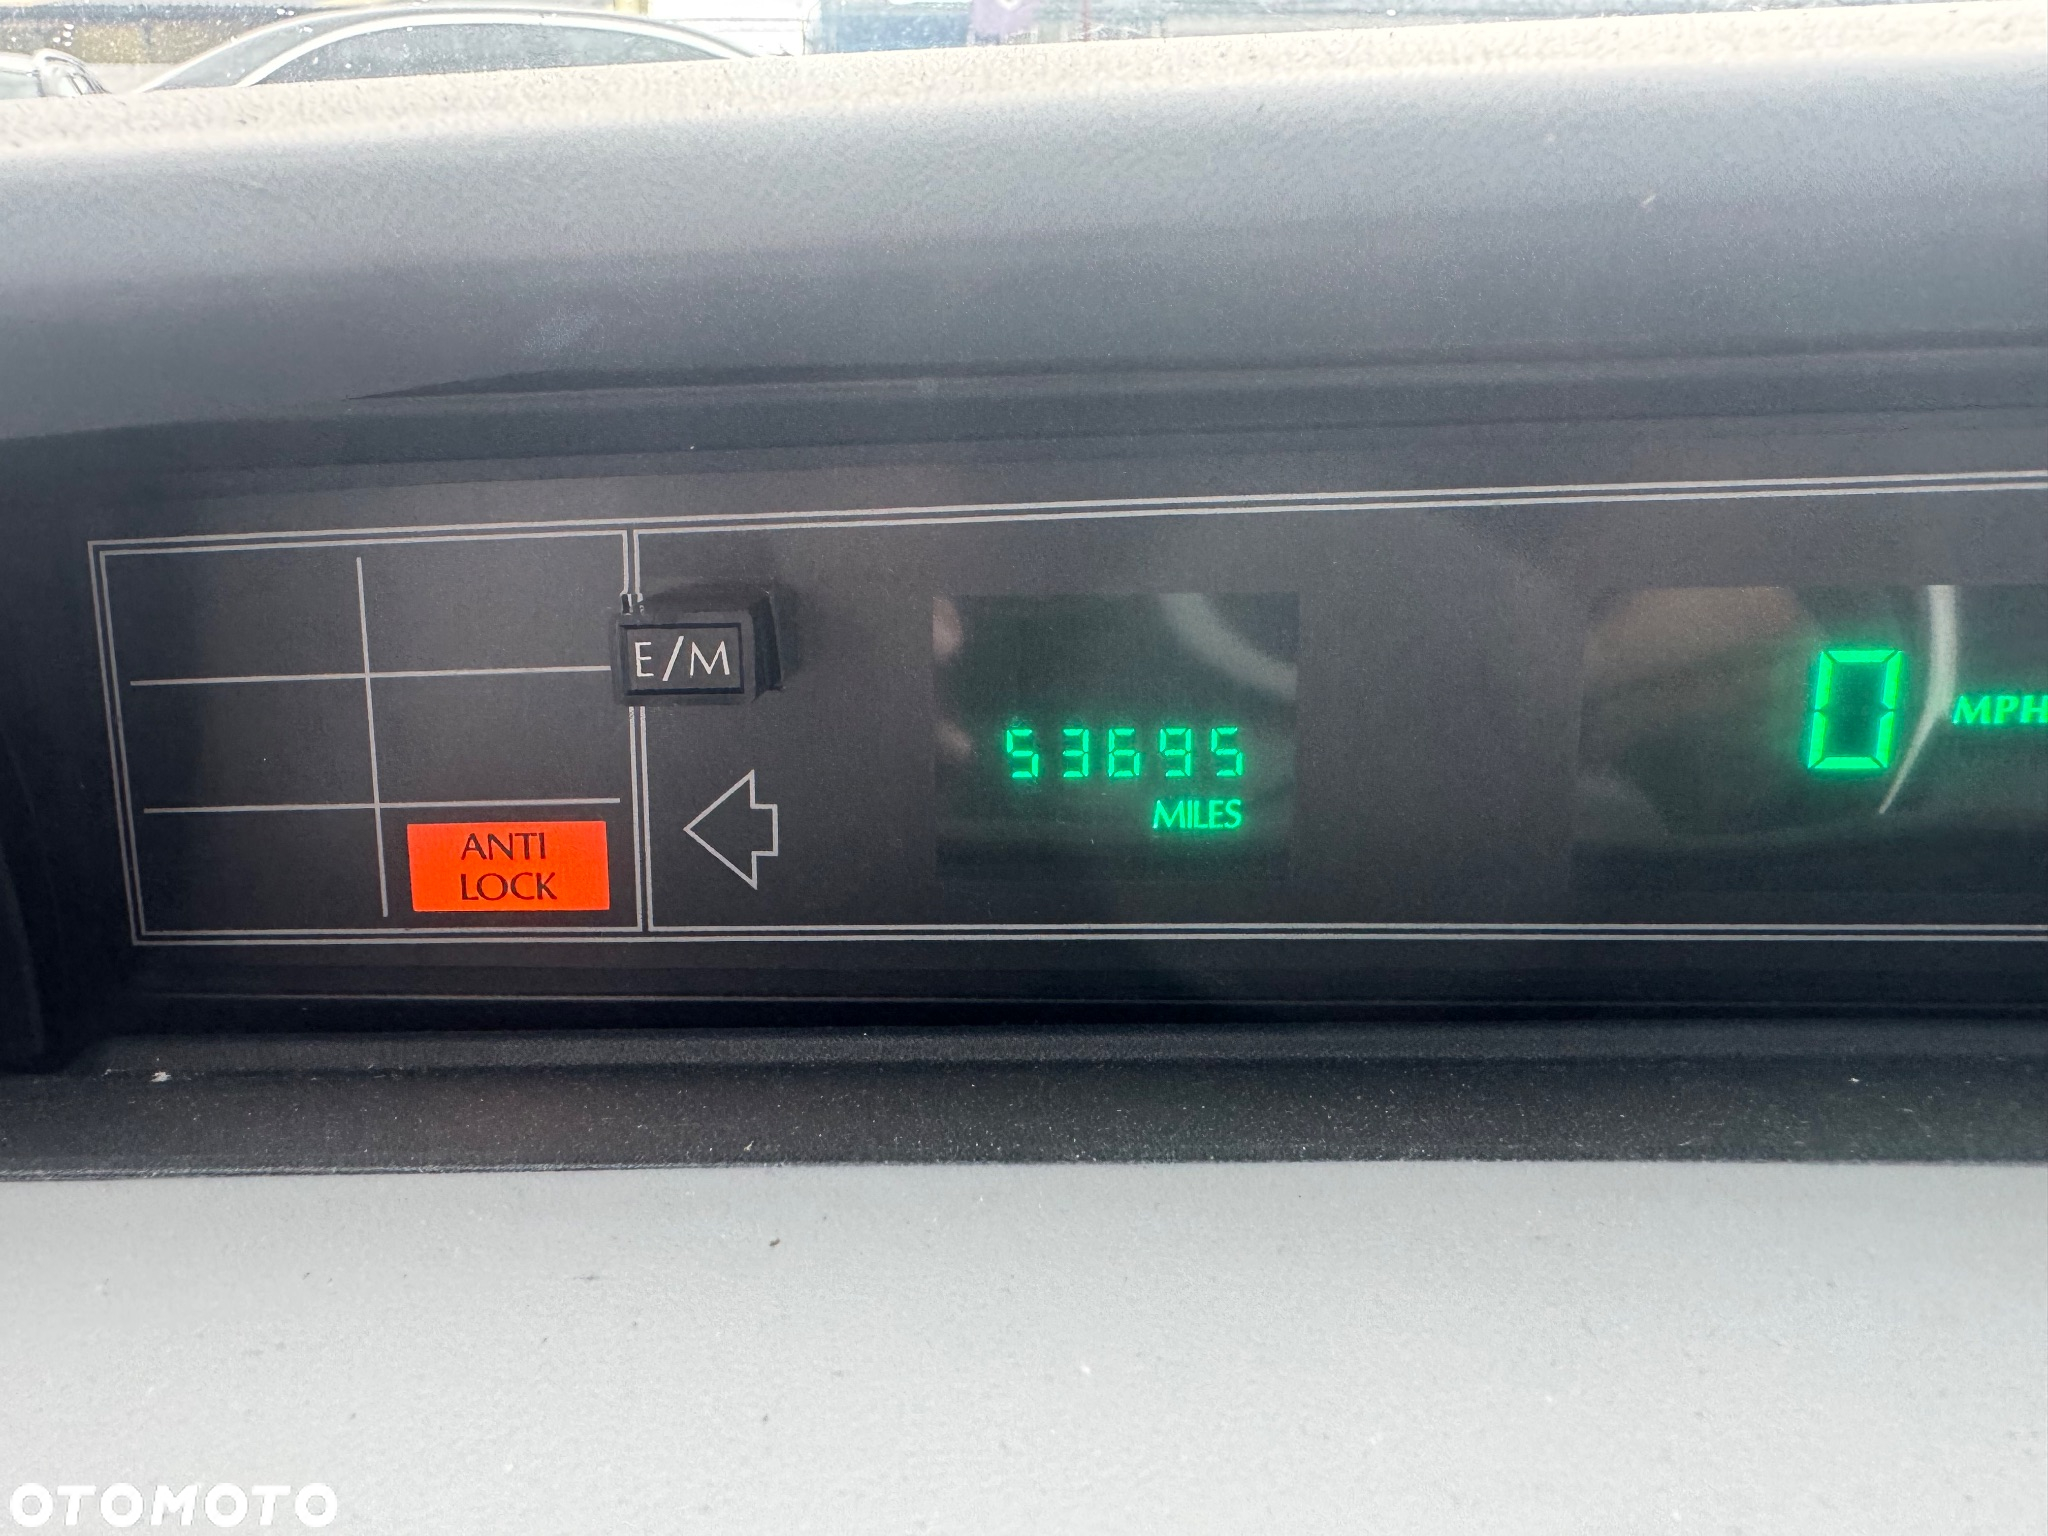 E/M
53695
MILES
0 MPH
ANTI
LOCK
OTOMOTO